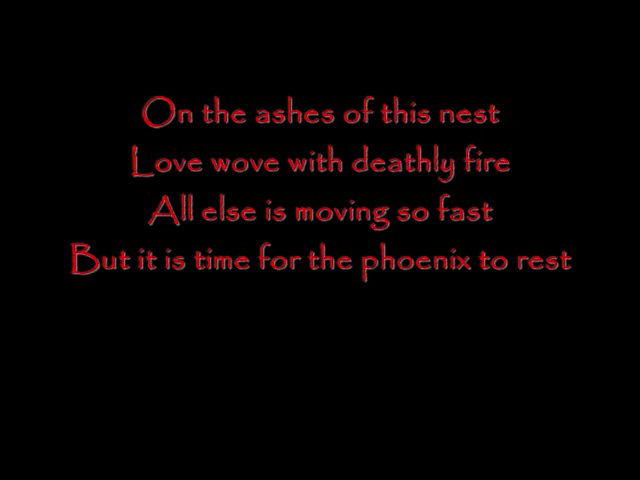 On the ashes of this nest
Love wove with deathly fire
All else is moving so fast
But it is time for the phoenix to rest